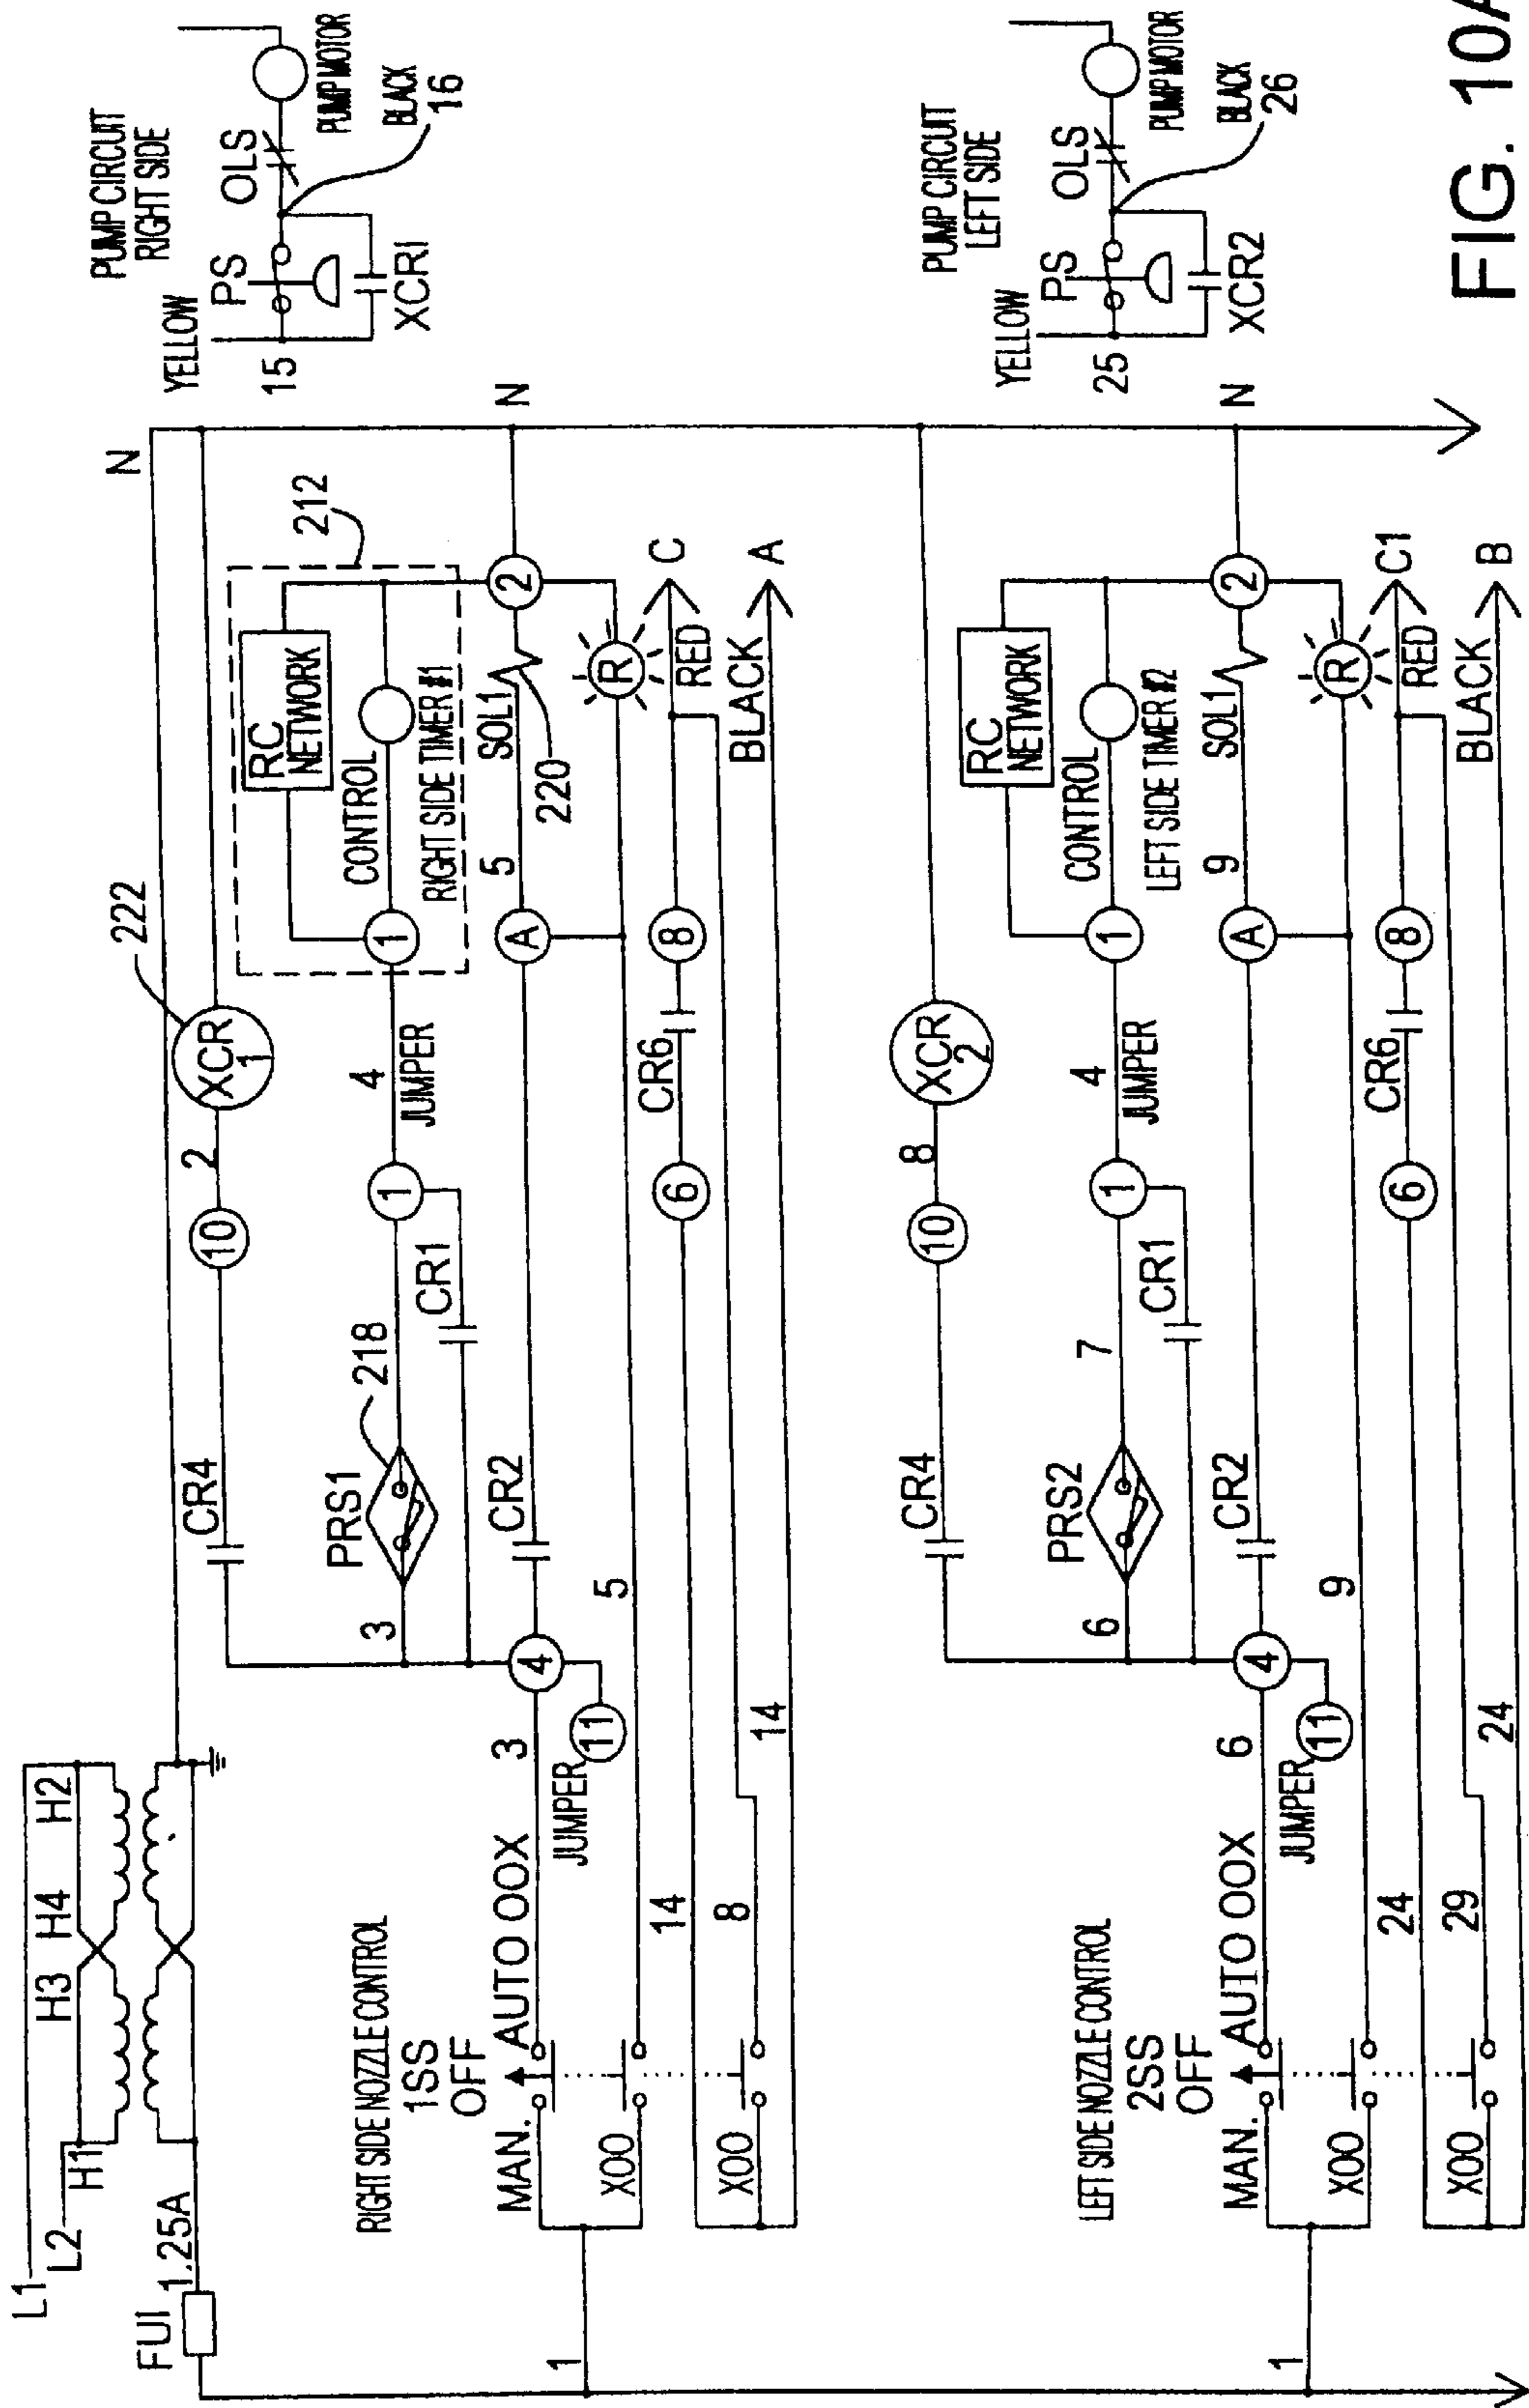 L1
L2
H1
H3
H4
H2
FU1
1.25A
N
222
CR4
10
2
XCR
1
212
RC
NETWORK
CONTROL
RIGHT SIDE TIMER #1
PRS1
218
3
1
4
JUMPER
1
CR1
RIGHT SIDE NOZZLE CONTROL
1SS
OFF
MAN.
AUTO OOX
3
4
CR2
A
5
SOL1
220
2
N
JUMPER
11
1
XOO
5
R
14
6
CR6
8
C
RED
XOO
8
14
BLACK
A
PUMP CIRCUIT
RIGHT SIDE
YELLOW
PS
OLS
15
XCR1
PUMP MOTOR
BLACK
16
CR4
10
8
XCR
2
RC
NETWORK
CONTROL
LEFT SIDE TIMER #2
PRS2
6
7
1
4
JUMPER
1
CR1
LEFT SIDE NOZZLE CONTROL
2SS
OFF
MAN.
AUTO OOX
6
4
CR2
A
9
SOL1
2
N
JUMPER
11
1
XOO
9
R
24
6
CR6
8
C1
RED
XOO
29
24
BLACK
B
PUMP CIRCUIT
LEFT SIDE
YELLOW
PS
OLS
25
XCR2
PUMP MOTOR
BLACK
26
FIG. 10A